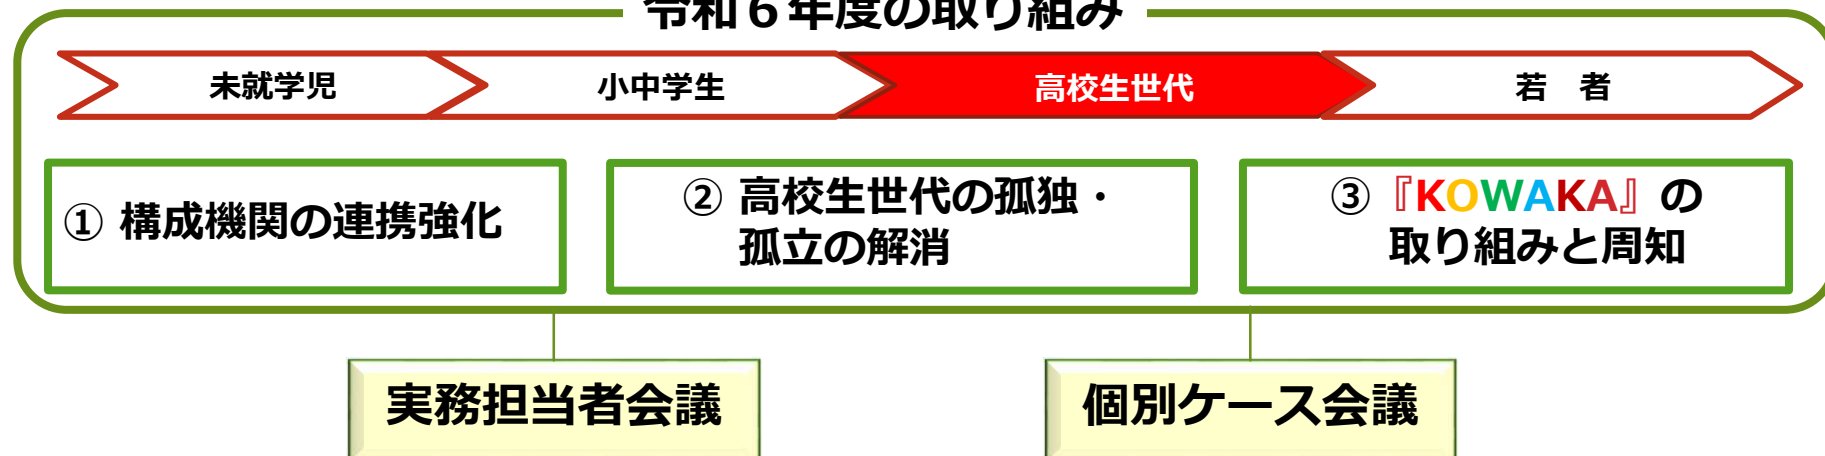 令和６年度の取り組み
未就学児
小中学生
高校生世代
若　者
① 構成機関の連携強化
② 高校生世代の孤独・
孤立の解消
③『KOWAKA』の
取り組みと周知
実務担当者会議
個別ケース会議